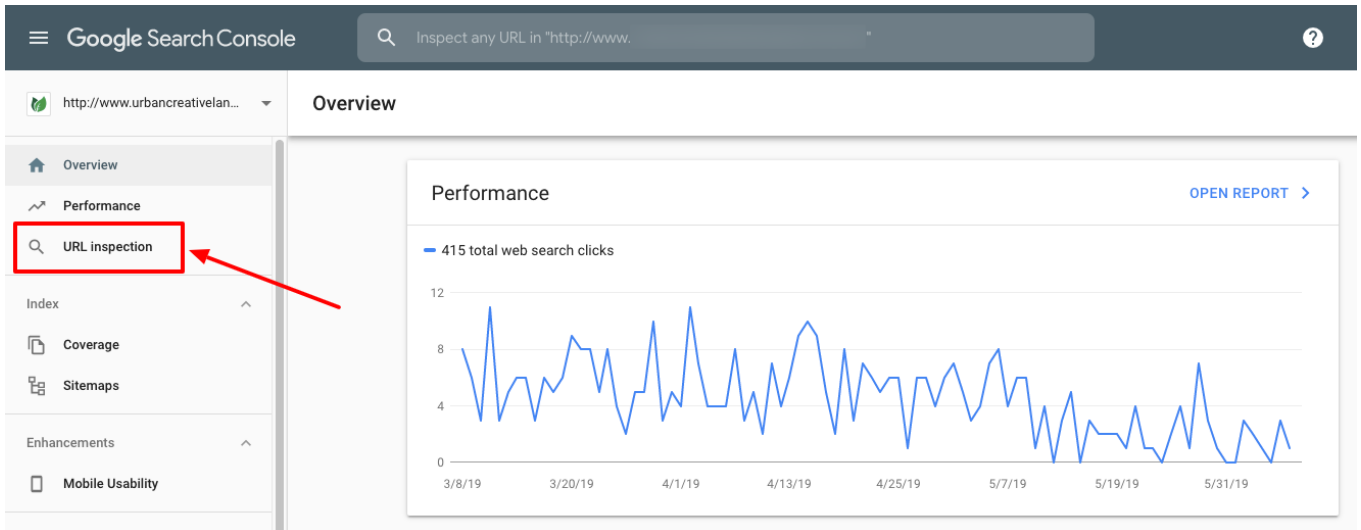 Google Search Console
Inspect any URL in "http://www. "
http://www.urbancreativelan...
Overview
Overview
Performance
URL inspection
Index
Coverage
Sitemaps
Enhancements
Mobile Usability
Performance
OPEN REPORT
415 total web search clicks
12
8
4
0
3/8/19 3/20/19 4/1/19 4/13/19 4/25/19 5/7/19 5/19/19 5/31/19